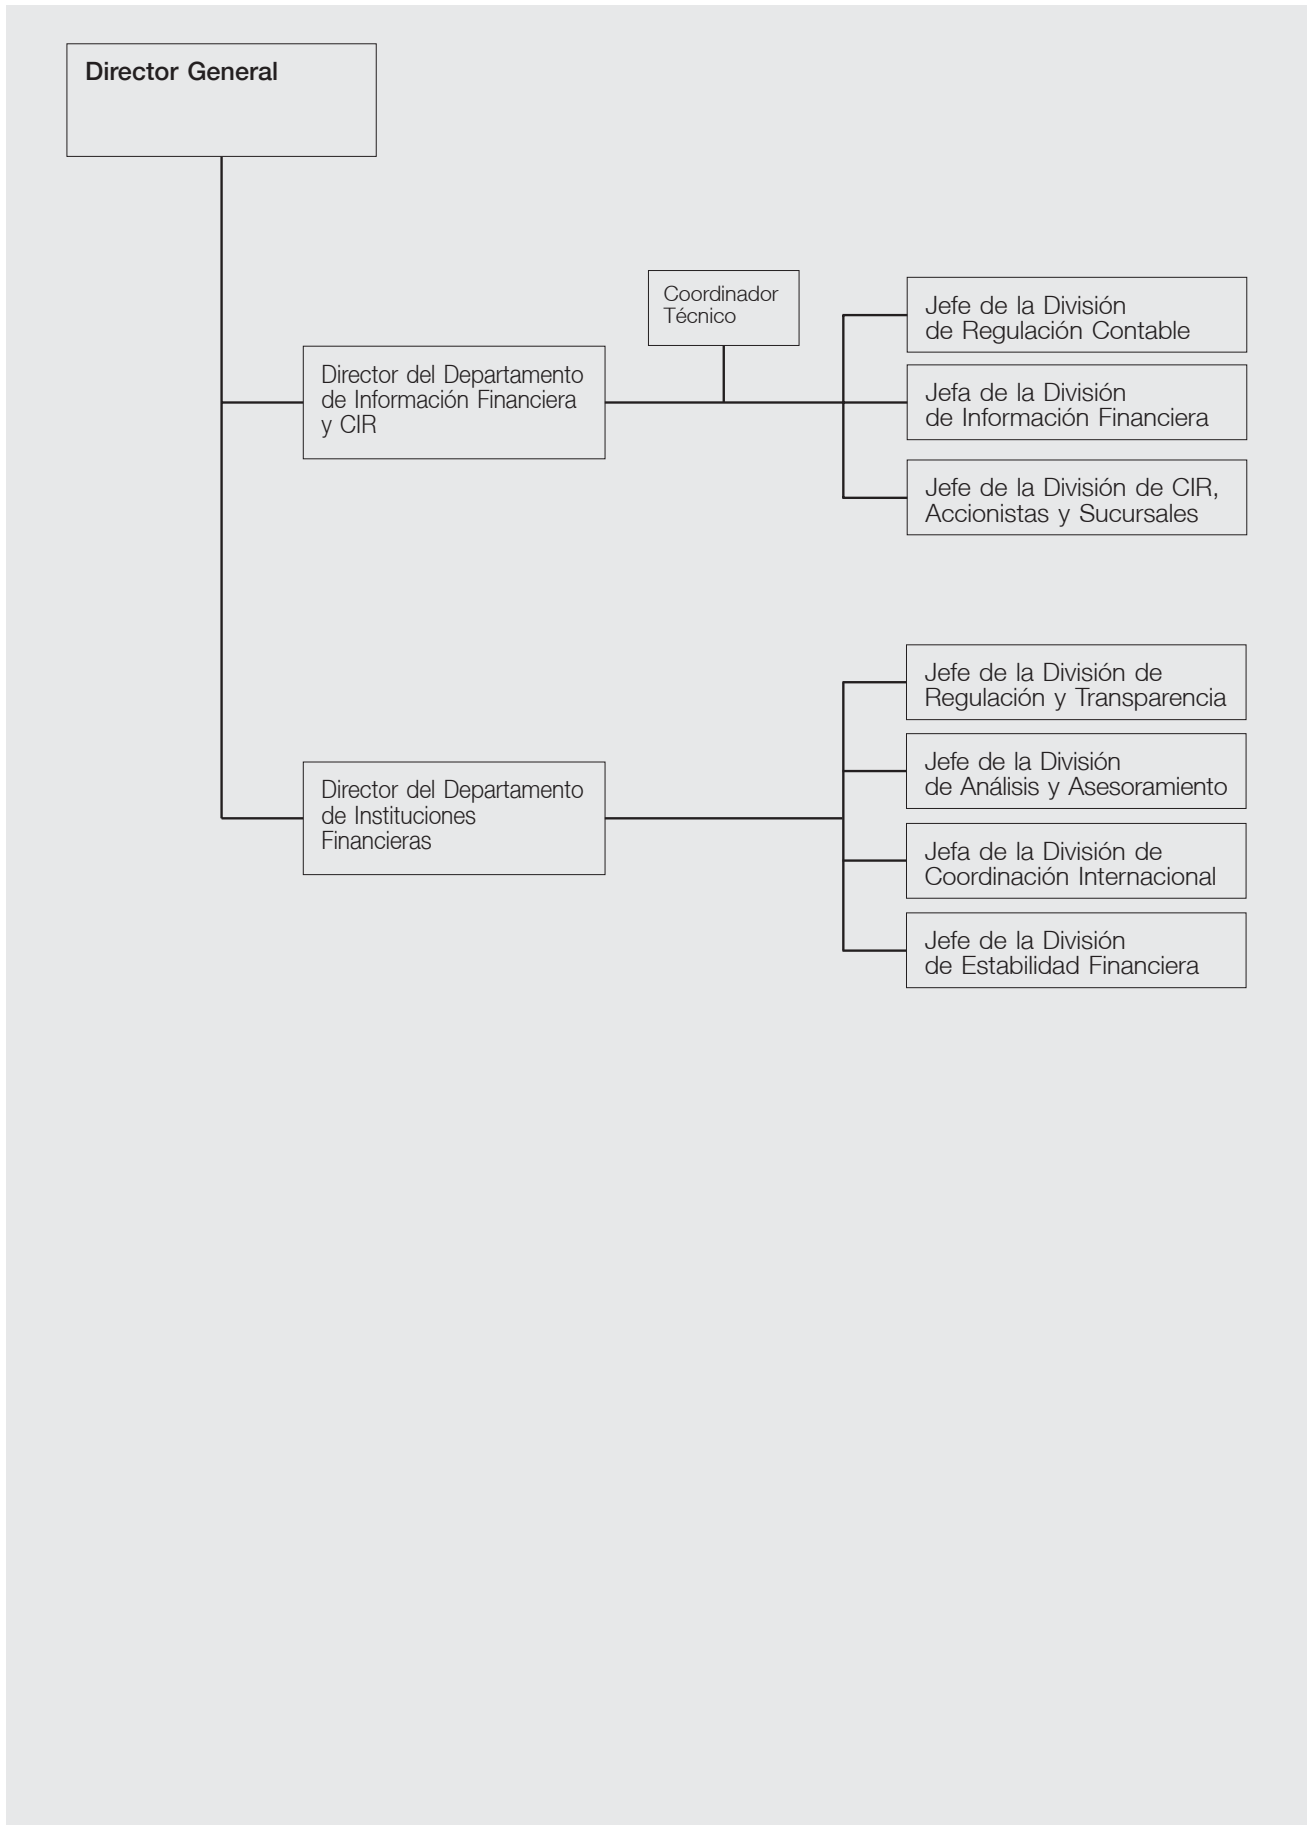 Director General
Coordinador
Técnico
Jefe de la División
de Regulación Contable
Director del Departamento
de Información Financiera
y CIR
Jefa de la División
de Información Financiera
Jefe de la División de CIR,
Accionistas y Sucursales
Jefe de la División de
Regulación y Transparencia
Jefe de la División
de Análisis y Asesoramiento
Director del Departamento
de Instituciones
Financieras
Jefa de la División de
Coordinación Internacional
Jefe de la División
de Estabilidad Financiera